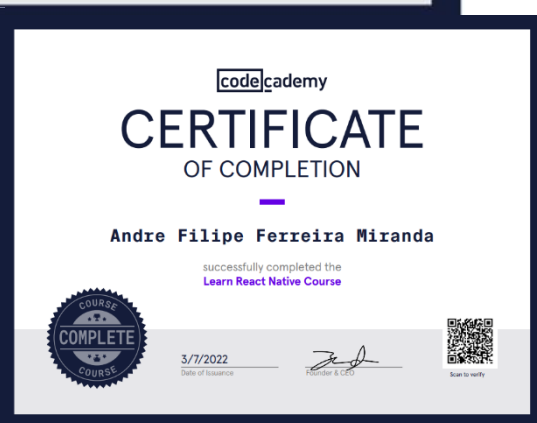 codecademy
CERTIFICATE
OF COMPLETION
Andre Filipe Ferreira Miranda
successfully completed the
Learn React Native Course
COURSE
COMPLETE
COURSE
3/7/2022
Date of Issuance
Founder & CEO
Scan to verify